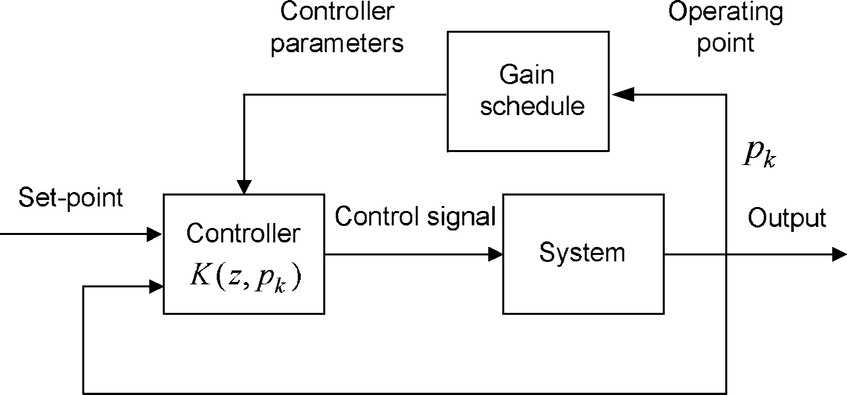 Controller
parameters
Operating
point
Gain
schedule
p_k
Set-point
Controller
K(z, p_k)
Control signal
System
Output